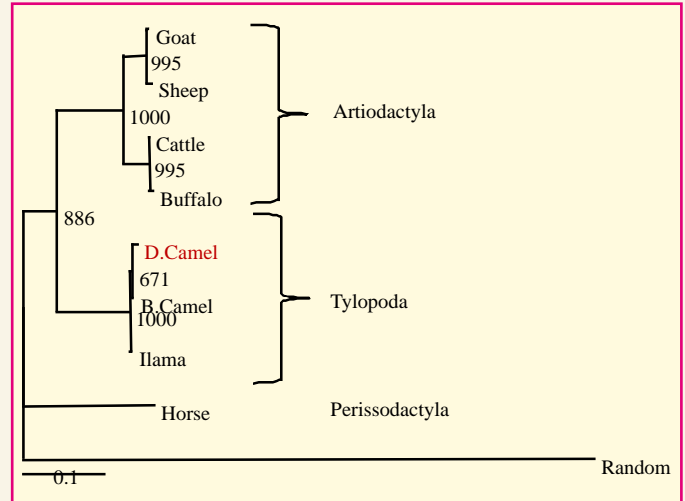 Goat
995
Sheep
1000
Artiodactyla
Cattle
995
Buffalo
886
D.Camel
671
B.Camel
1000
Tylopoda
Ilama
Horse
Perissodactyla
Random
0.1